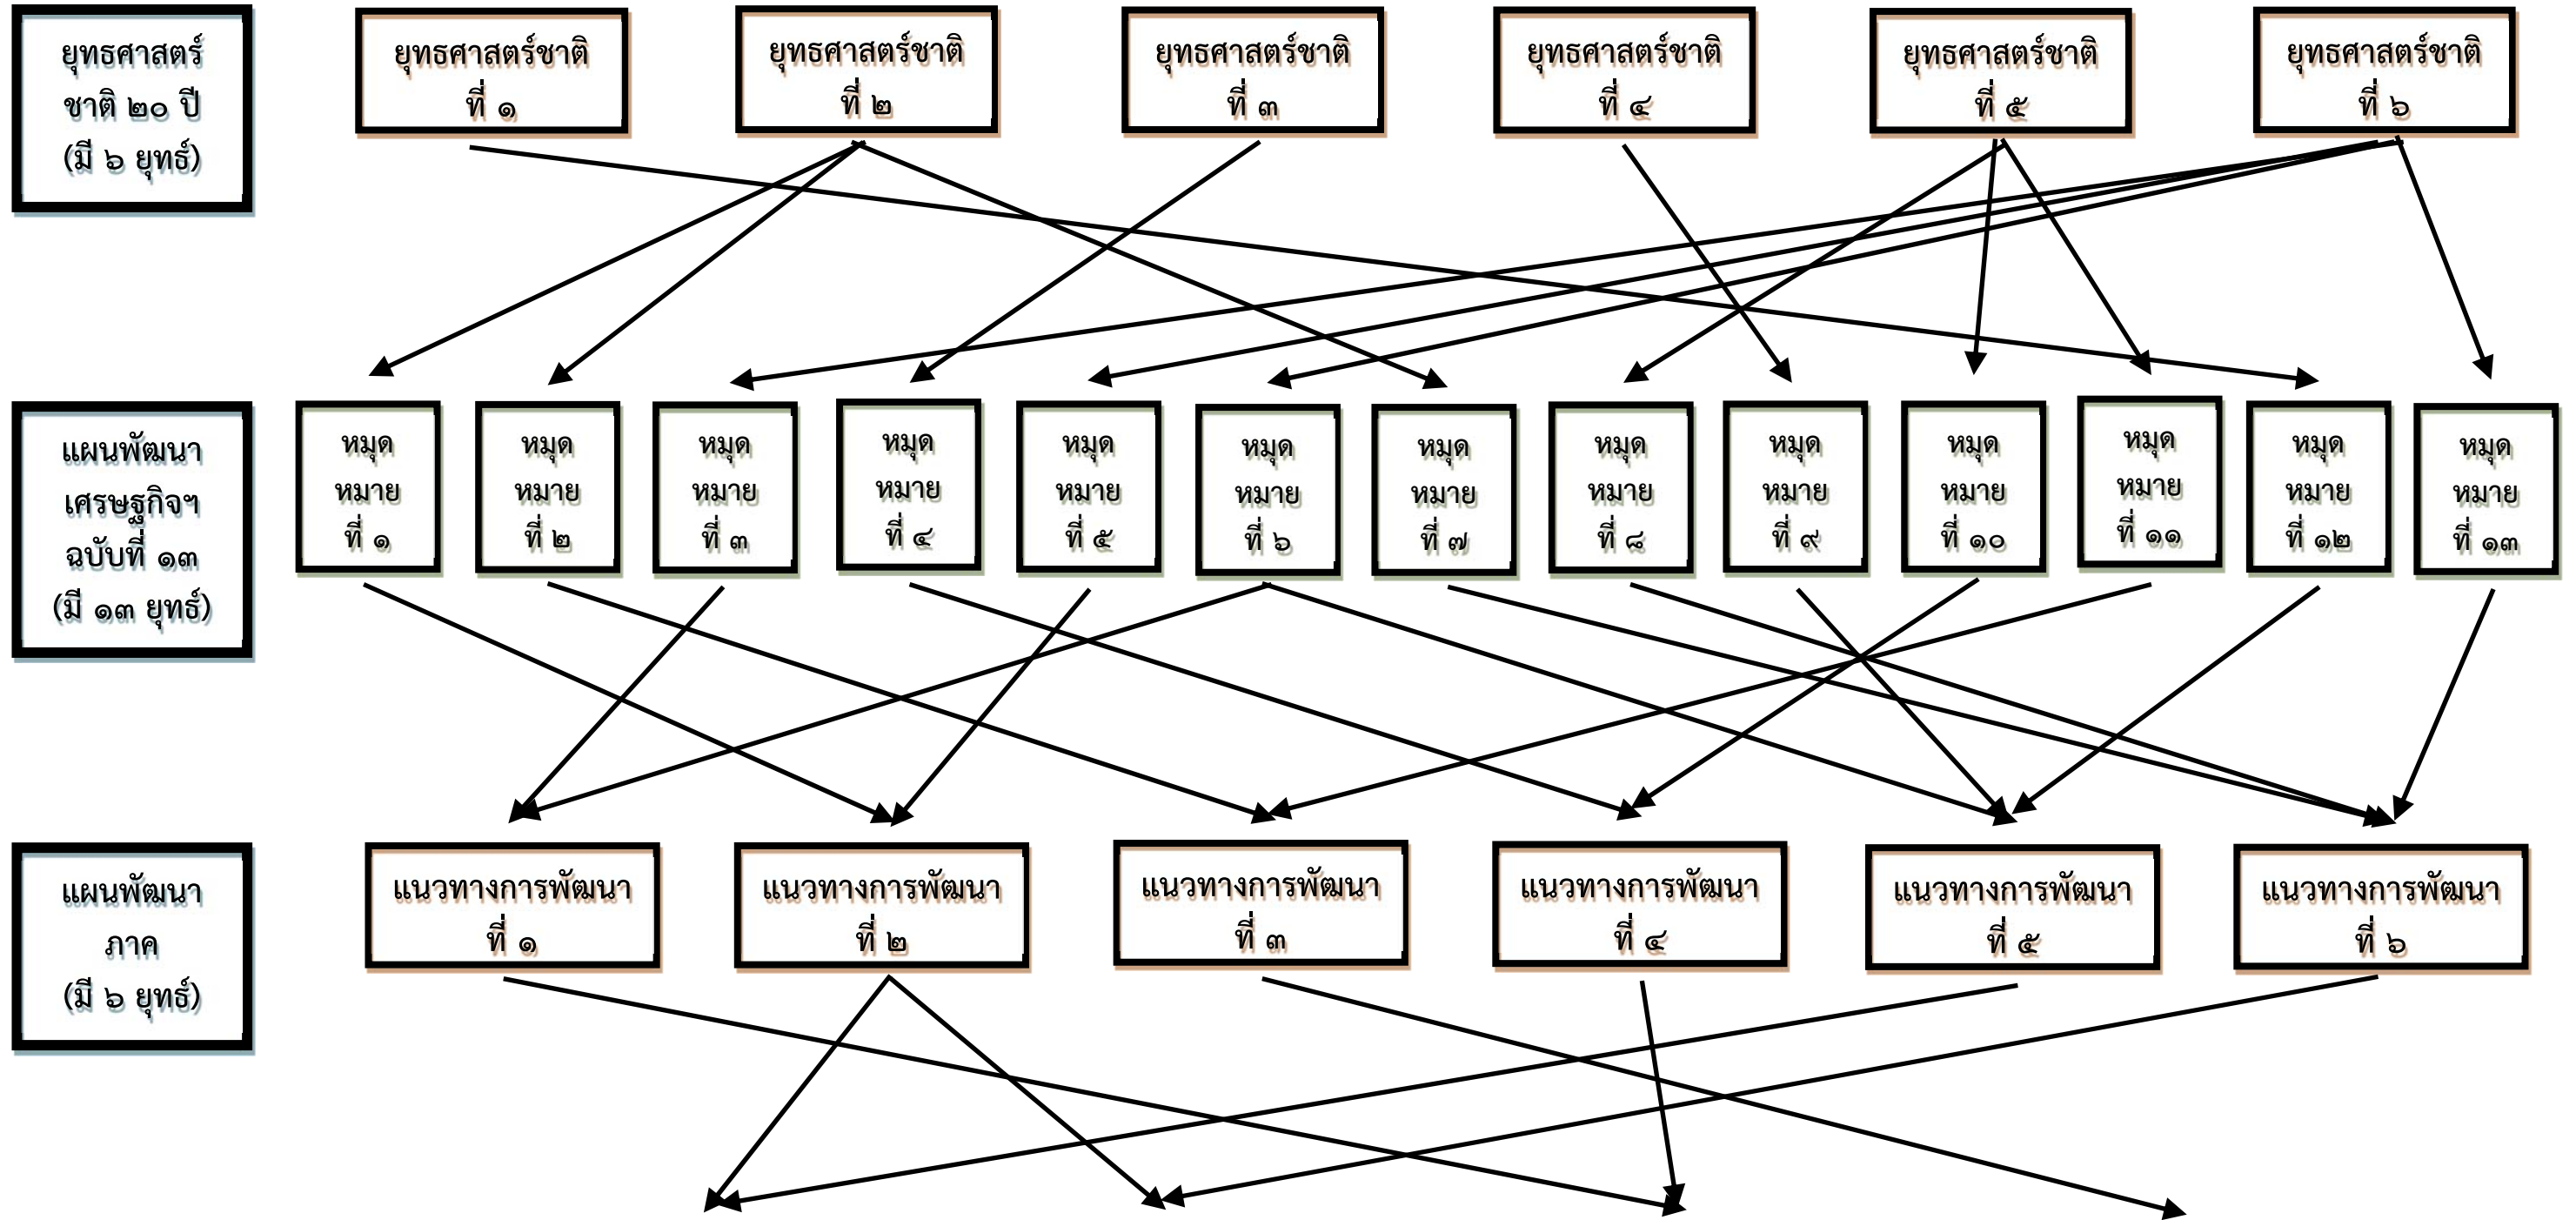 ยุทธศาสตร์
ชาติ ๒๐ ปี
(มี ๖ ยุทธ์)
ยุทธศาสตร์ชาติ
ที่ ๑
ยุทธศาสตร์ชาติ
ที่ ๒
ยุทธศาสตร์ชาติ
ที่ ๓
ยุทธศาสตร์ชาติ
ที่ ๔
ยุทธศาสตร์ชาติ
ที่ ๕
ยุทธศาสตร์ชาติ
ที่ ๖
แผนพัฒนา
เศรษฐกิจฯ
ฉบับที่ ๑๓
(มี ๑๓ ยุทธ์)
หมุด
หมาย
ที่ ๑
หมุด
หมาย
ที่ ๒
หมุด
หมาย
ที่ ๓
หมุด
หมาย
ที่ ๔
หมุด
หมาย
ที่ ๕
หมุด
หมาย
ที่ ๖
หมุด
หมาย
ที่ ๗
หมุด
หมาย
ที่ ๘
หมุด
หมาย
ที่ ๙
หมุด
หมาย
ที่ ๑๐
หมุด
หมาย
ที่ ๑๑
หมุด
หมาย
ที่ ๑๒
หมุด
หมาย
ที่ ๑๓
แผนพัฒนา
ภาค
(มี ๖ ยุทธ์)
แนวทางการพัฒนา
ที่ ๑
แนวทางการพัฒนา
ที่ ๒
แนวทางการพัฒนา
ที่ ๓
แนวทางการพัฒนา
ที่ ๔
แนวทางการพัฒนา
ที่ ๕
แนวทางการพัฒนา
ที่ ๖